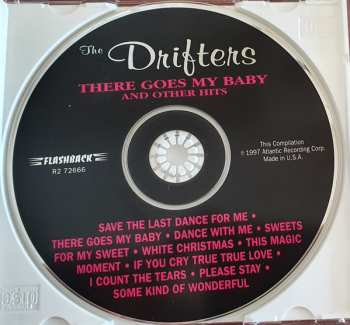 The Drifters
THERE GOES MY BABY
AND OTHER HITS
FLASHBACK
R2 72666
This Compilation
℗ 1997 Atlantic Recording Corp.
Made in U.S.A.
SAVE THE LAST DANCE FOR ME •
THERE GOES MY BABY • DANCE WITH ME • SWEETS
FOR MY SWEET • WHITE CHRISTMAS • THIS MAGIC
MOMENT • IF YOU CRY TRUE TRUE LOVE •
I COUNT THE TEARS • PLEASE STAY •
SOME KIND OF WONDERFUL